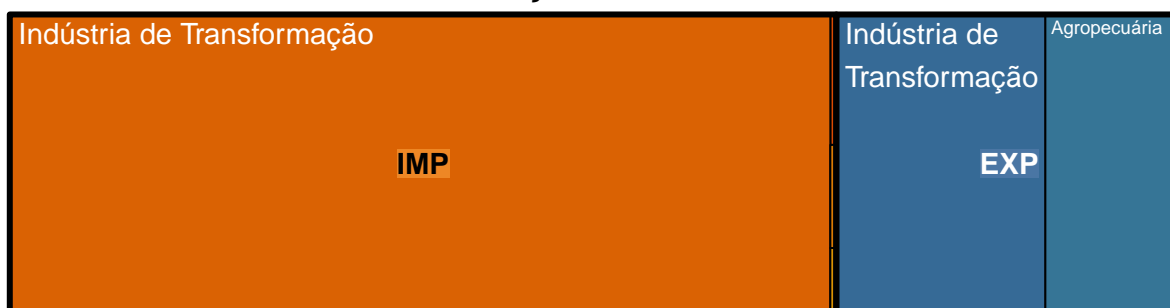 Indústria de Transformação
IMP
Indústria de
Transformação
EXP
Agropecuária